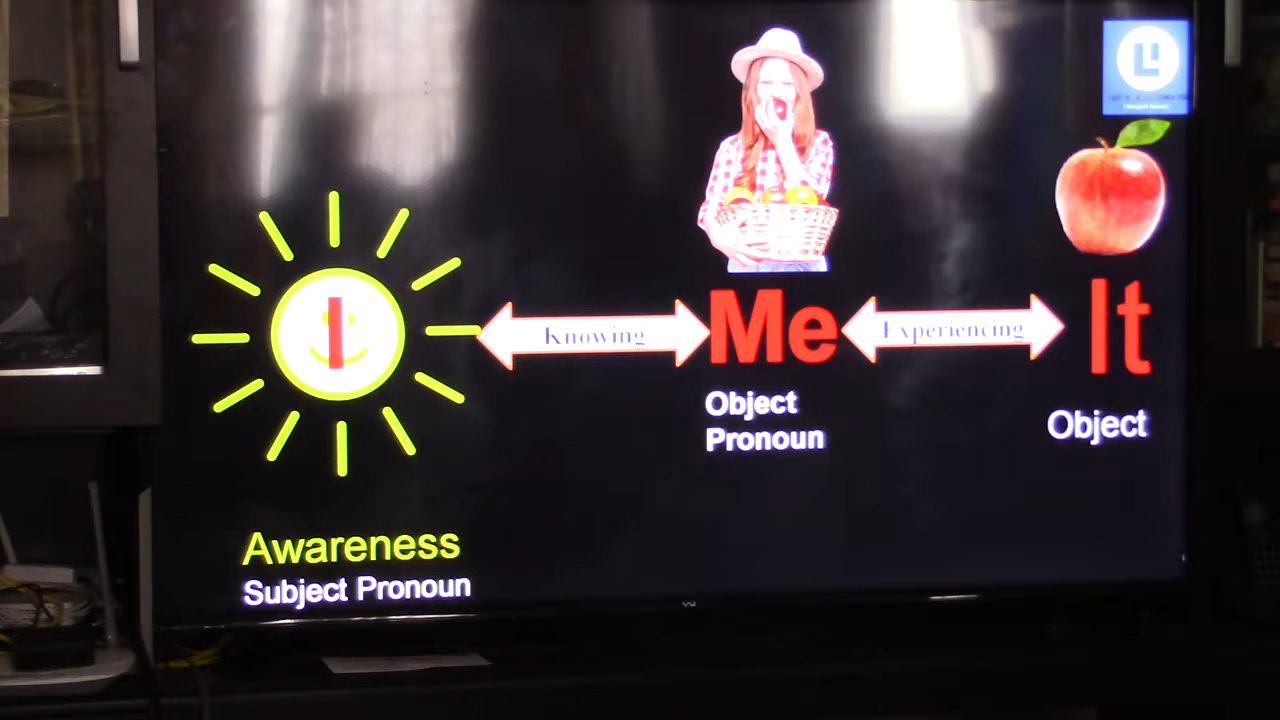 I
Knowing
Me
Experiencing
It
Object
Pronoun
Object
Awareness
Subject Pronoun